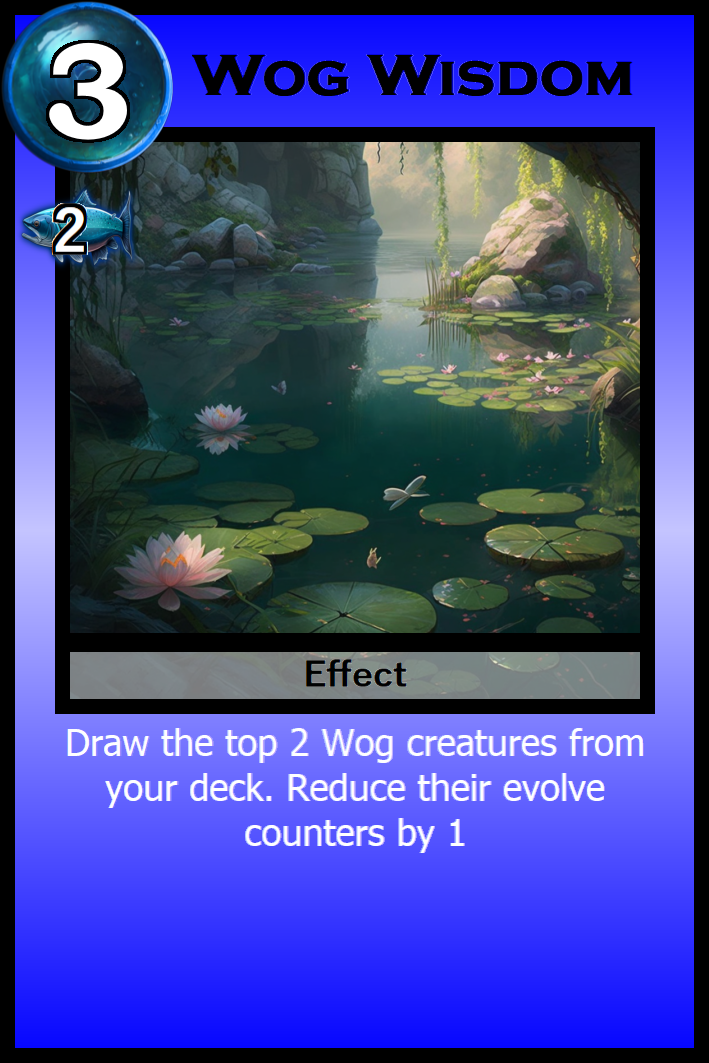 3
Wog Wisdom
2
Effect
Draw the top 2 Wog creatures from
your deck. Reduce their evolve
counters by 1